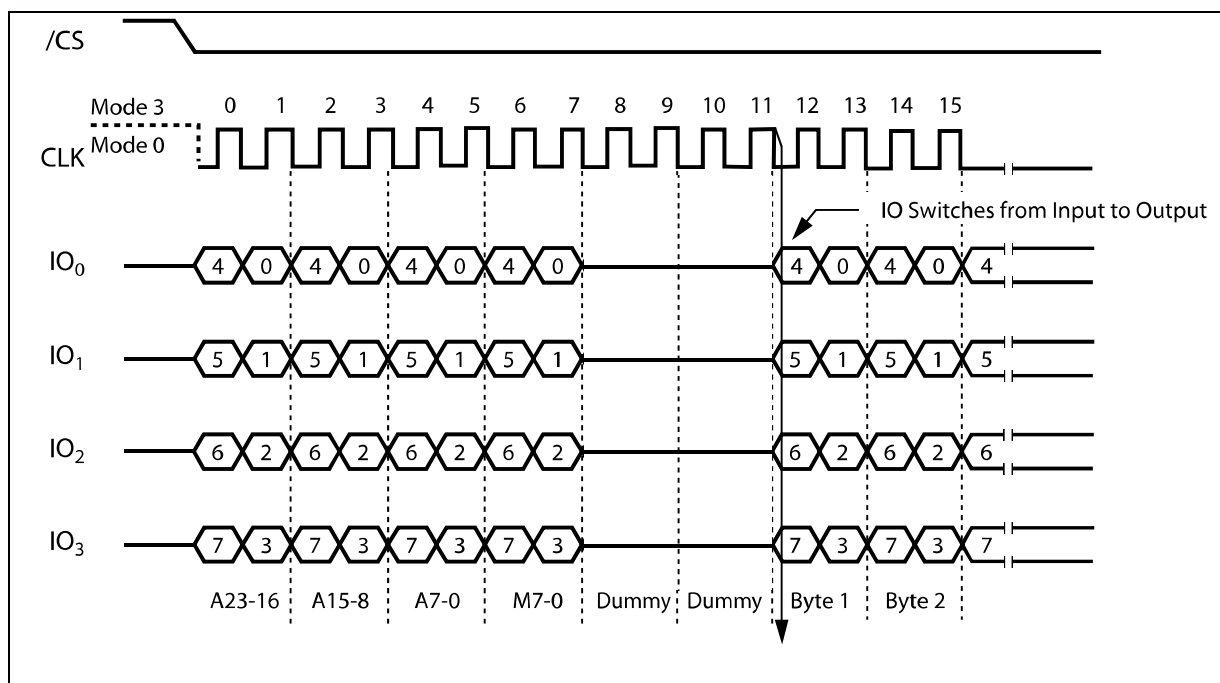 /CS
Mode 3
0 1 2 3 4 5 6 7 8 9 10 11 12 13 14 15
CLK
Mode 0
IO Switches from Input to Output
IO0 4 0 4 0 4 0 4 0 4 0 4 0 4
IO1 5 1 5 1 5 1 5 1 5 1 5 1 5
IO2 6 2 6 2 6 2 6 2 6 2 6 2 6
IO3 7 3 7 3 7 3 7 3 7 3 7 3 7
A23-16 A15-8 A7-0 M7-0 Dummy Dummy Byte 1 Byte 2